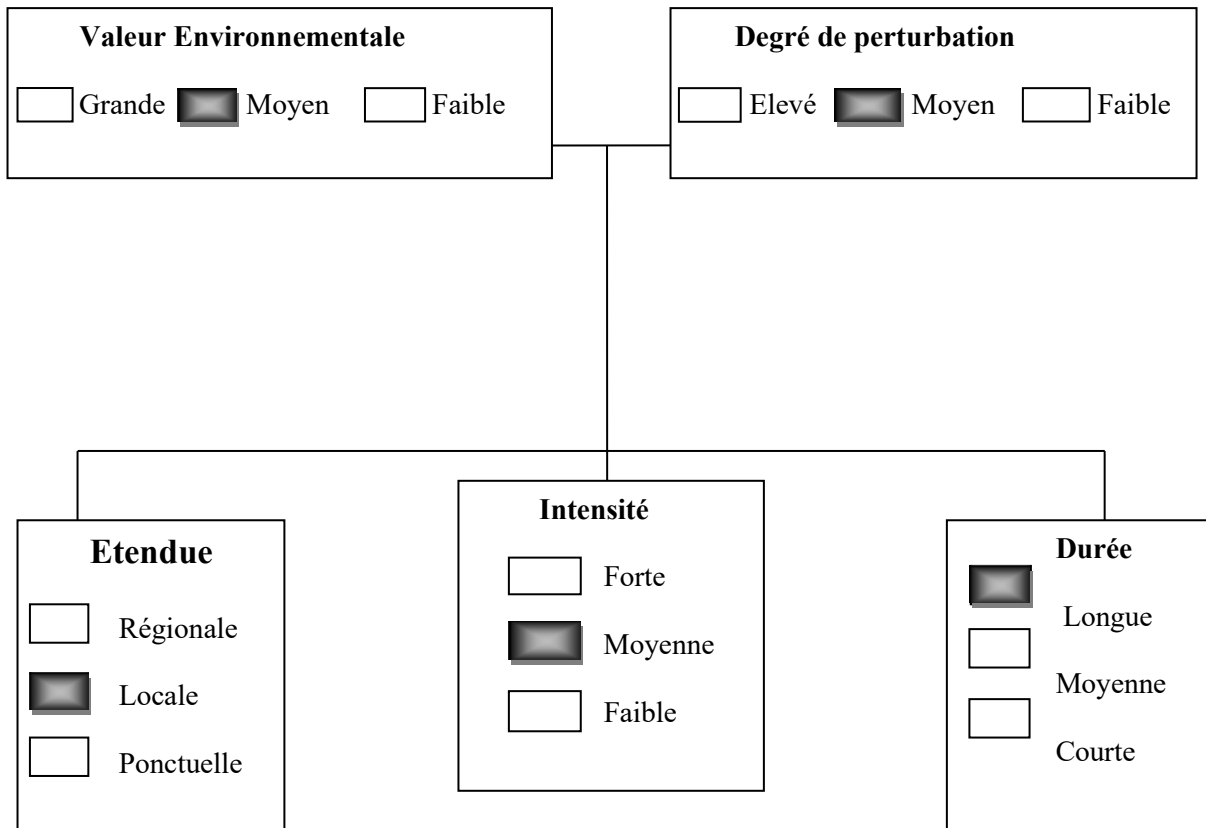 Valeur Environnementale
Grande Moyen Faible
Degré de perturbation
Elevé Moyen Faible
Etendue
Régionale
Locale
Ponctuelle
Intensité
Forte
Moyenne
Faible
Durée
Longue
Moyenne
Courte